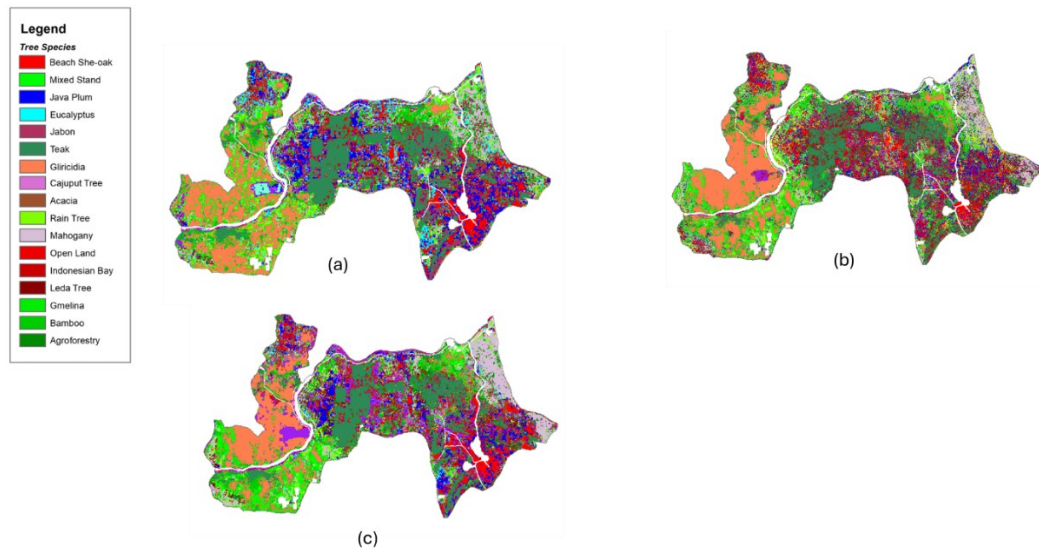 Legend
Tree Species
Beach She-oak
Mixed Stand
Java Plum
Eucalyptus
Jabon
Teak
Gliricidia
Cajuput Tree
Acacia
Rain Tree
Mahogany
Open Land
Indonesian Bay
Leda Tree
Gmelina
Bamboo
Agroforestry
(a)
(b)
(c)